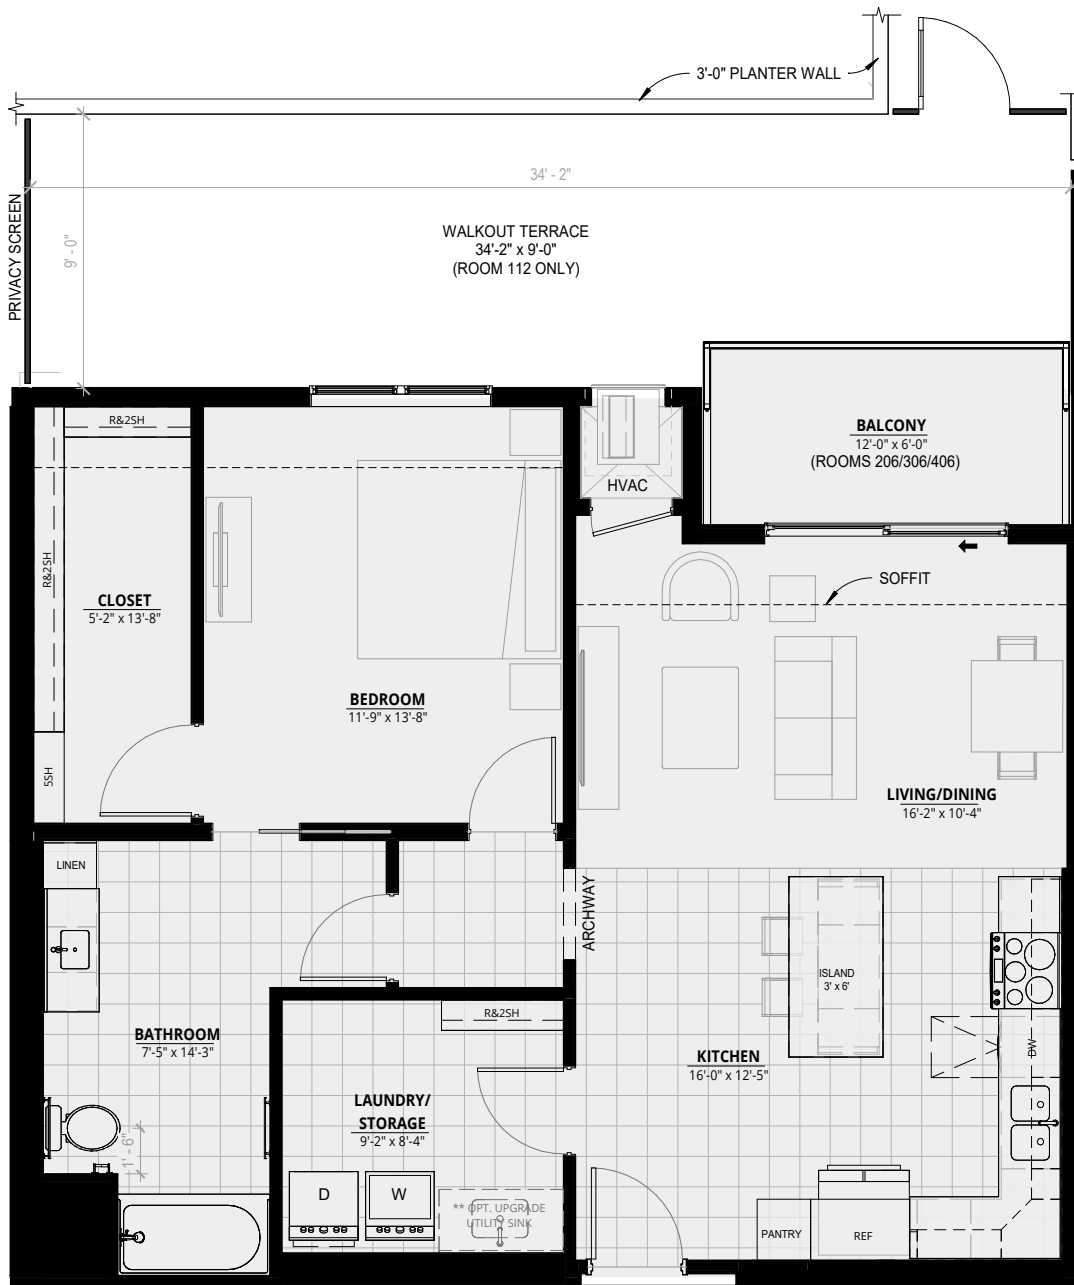 3'-0" PLANTER WALL
34' - 2"
PRIVACY SCREEN
9' - 0"
WALKOUT TERRACE
34'-2" x 9'-0"
(ROOM 112 ONLY)
R&2SH
BALCONY
12'-0" x 6'-0"
(ROOMS 206/306/406)
HVAC
R&2SH
SOFFIT
CLOSET
5'-2" x 13'-8"
BEDROOM
11'-9" x 13'-8"
5SH
LIVING/DINING
16'-2" x 10'-4"
LINEN
ARCHWAY
ISLAND
3' x 6'
R&2SH
BATHROOM
7'-5" x 14'-3"
DW
KITCHEN
16'-0" x 12'-5"
LAUNDRY/
STORAGE
9'-2" x 8'-4"
1' - 6"
D
W
** OPT. UPGRADE
UTILITY SINK
PANTRY
REF